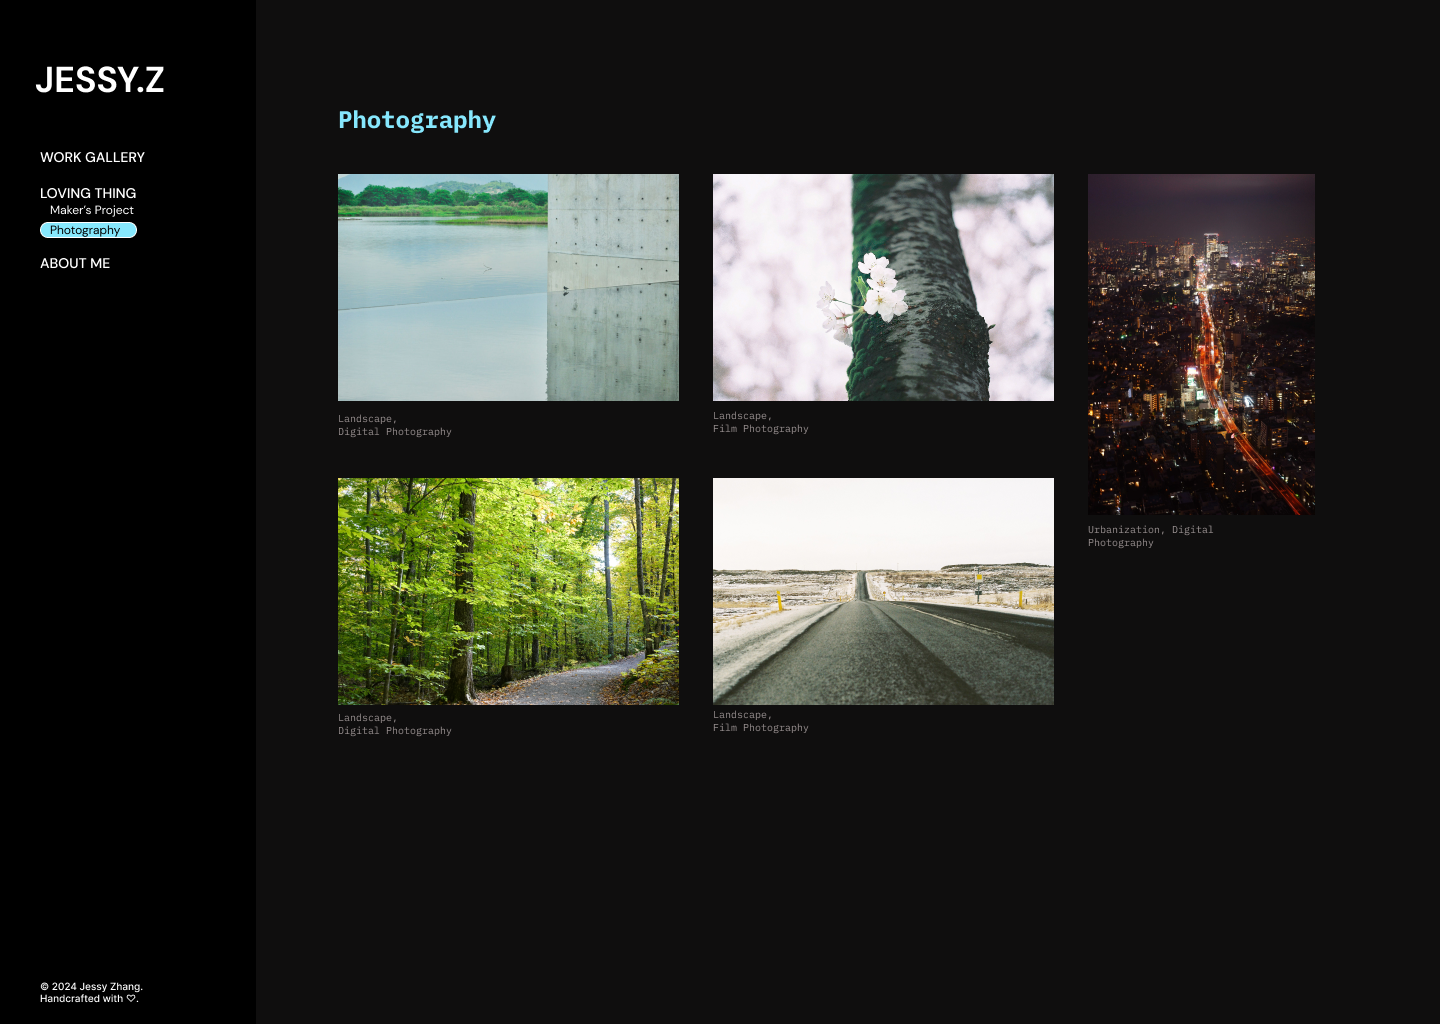 JESSY.Z
WORK GALLERY
LOVING THING
Maker's Project
Photography
ABOUT ME
© 2024 Jessy Zhang.
Handcrafted with ♡.
Photography
Landscape,
Digital Photography
Landscape,
Film Photography
Urbanization, Digital
Photography
Landscape,
Digital Photography
Landscape,
Film Photography